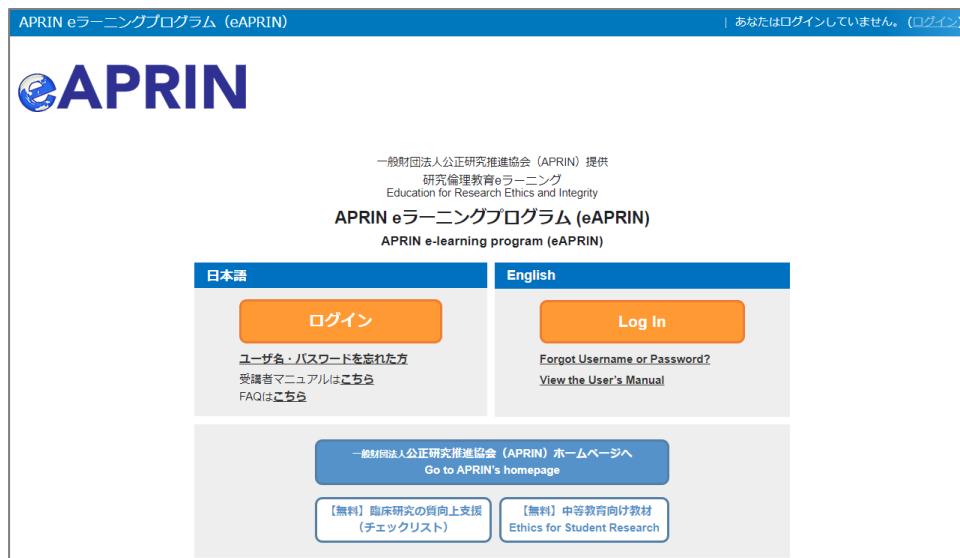 APRIN eラーニングプログラム（eAPRIN）
| あなたはログインしていません。 (ログイン)
eAPRIN
一般財団法人公正研究推進協会（APRIN）提供
研究倫理教育eラーニング
Education for Research Ethics and Integrity
APRIN eラーニングプログラム (eAPRIN)
APRIN e-learning program (eAPRIN)
日本語
ログイン
ユーザ名・パスワードを忘れた方
受講者マニュアルはこちら
FAQはこちら
English
Log In
Forgot Username or Password?
View the User's Manual
一般財団法人公正研究推進協会（APRIN）ホームページへ
Go to APRIN's homepage
【無料】臨床研究の質向上支援
（チェックリスト）
【無料】中等教育向け教材
Ethics for Student Research